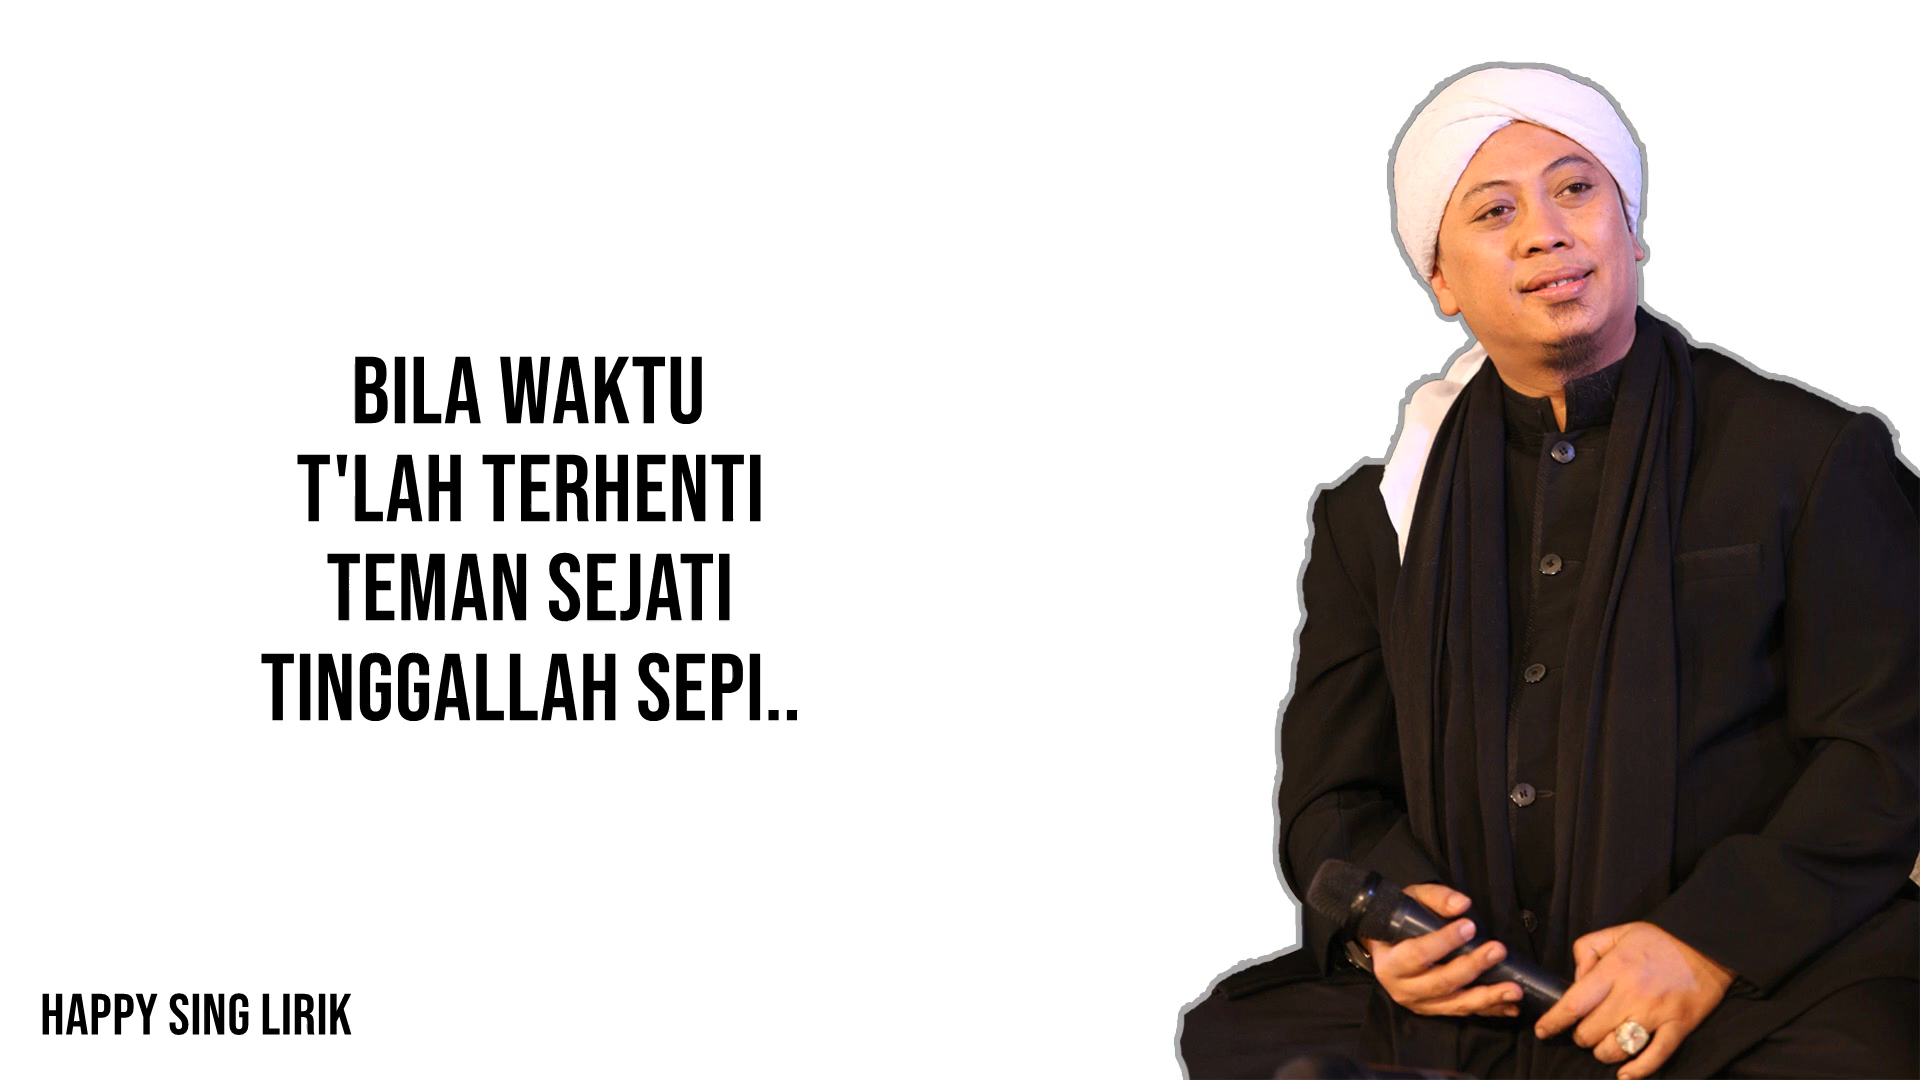 BILA WAKTU
T'LAH TERHENTI
TEMAN SEJATI
TINGGALLAH SEPI..
HAPPY SING LIRIK